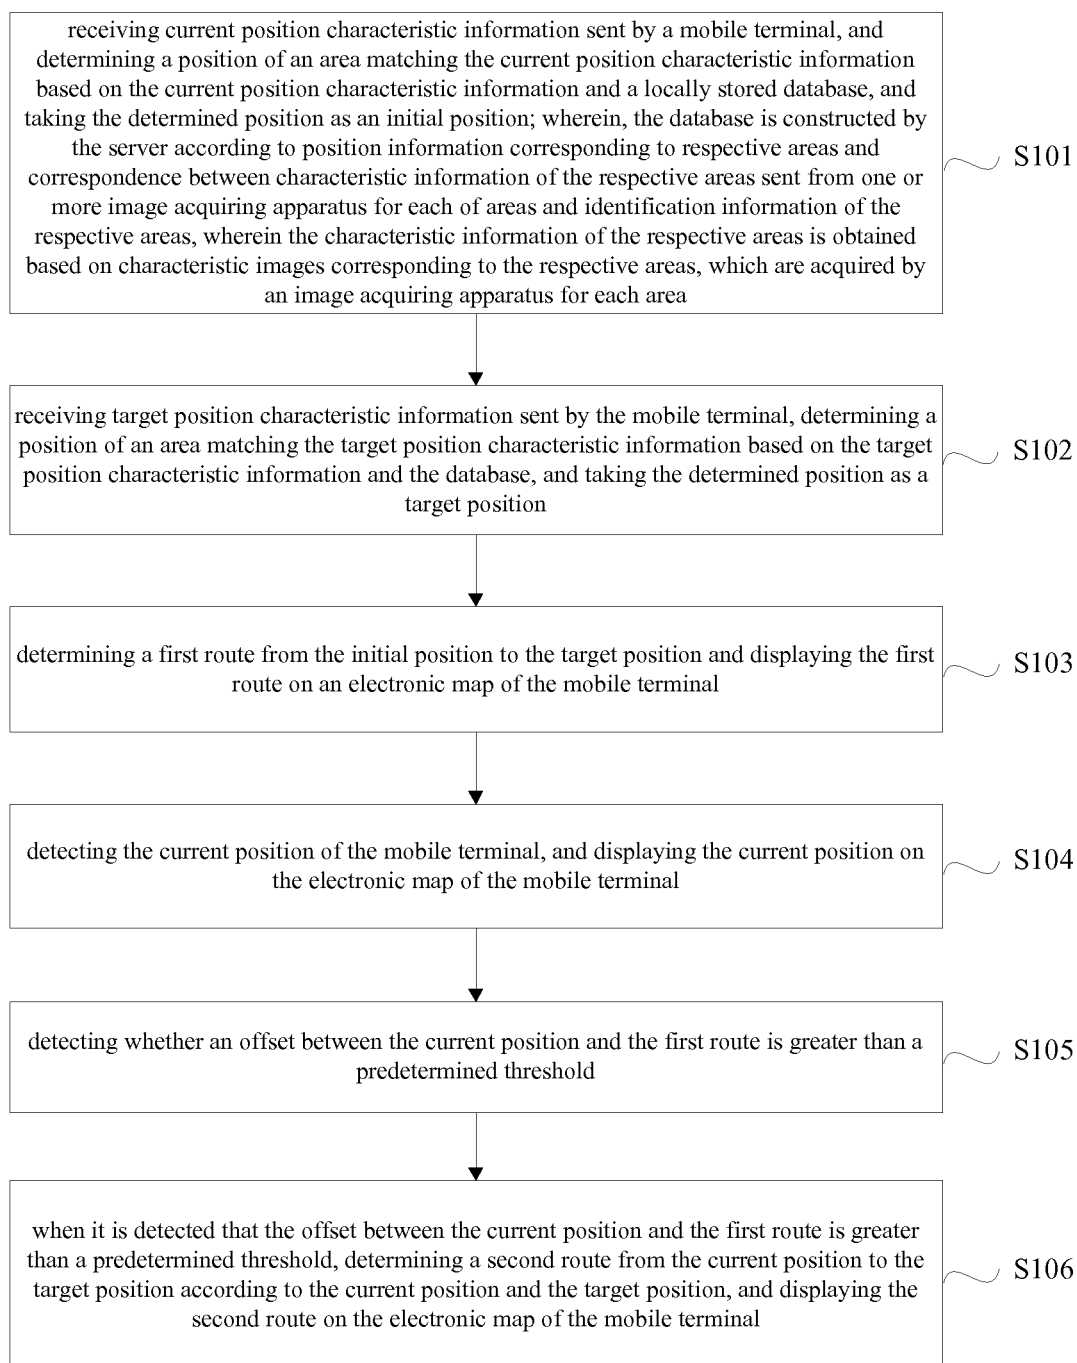 receiving current position characteristic information sent by a mobile terminal, and
determining a position of an area matching the current position characteristic information
based on the current position characteristic information and a locally stored database, and
taking the determined position as an initial position; wherein, the database is constructed by
the server according to position information corresponding to respective areas and
correspondence between characteristic information of the respective areas sent from one or
more image acquiring apparatus for each of areas and identification information of the
respective areas, wherein the characteristic information of the respective areas is obtained
based on characteristic images corresponding to the respective areas, which are acquired by
an image acquiring apparatus for each area
S101
receiving target position characteristic information sent by the mobile terminal, determining a
position of an area matching the target position characteristic information based on the target
position characteristic information and the database, and taking the determined position as a
target position
S102
determining a first route from the initial position to the target position and displaying the first
route on an electronic map of the mobile terminal
S103
detecting the current position of the mobile terminal, and displaying the current position on
the electronic map of the mobile terminal
S104
detecting whether an offset between the current position and the first route is greater than a
predetermined threshold
S105
when it is detected that the offset between the current position and the first route is greater
than a predetermined threshold, determining a second route from the current position to the
target position according to the current position and the target position, and displaying the
second route on the electronic map of the mobile terminal
S106